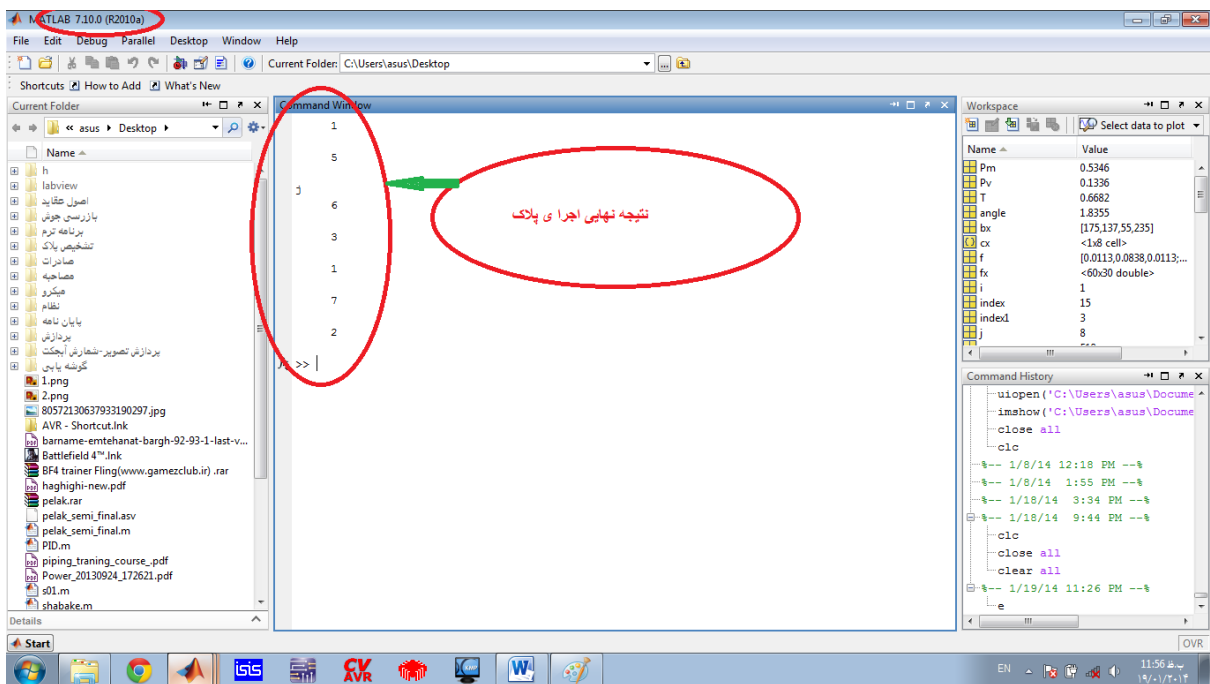 MATLAB 7.10.0 (R2010a)
File Edit Debug Parallel Desktop Window Help
Current Folder: C:\Users\asus\Desktop
Shortcuts How to Add What's New
Current Folder
« asus Desktop
Name
h
labview
اصول عقاید
بازرسی جوش
برنامه ترم
تشخیص پلاک
صادرات
مصاحبه
میکرو
نظام
پایان نامه
پردازش
پردازش تصویر-شمارش آبجکت
گوشه یابی
1.png
2.png
80572130637933190297.jpg
AVR - Shortcut.lnk
barname-emtehanat-bargh-92-93-1-last-v...
Battlefield 4™.lnk
BF4 trainer Fling(www.gamezclub.ir) .rar
haghighi-new.pdf
pelak.rar
pelak_semi_final.asv
pelak_semi_final.m
PID.m
piping_traning_course_.pdf
Power_20130924_172621.pdf
s01.m
shabake.m
Details
Command Window
1
5
د
6
3
1
7
2
>>
نتیجه نهایی اجرا ی پلاک
Workspace
Select data to plot
Name Value
Pm 0.5346
Pv 0.1336
T 0.6682
angle 1.8355
bx [175,137,55,235]
cx <1x8 cell>
f [0.0113,0.0838,0.0113;...
fx <60x30 double>
i 1
index 15
index1 3
j 8
Command History
uiopen('C:\Users\asus\Docume
imshow('C:\Users\asus\Docume
close all
clc
%-- 1/8/14 12:18 PM --%
%-- 1/8/14 1:55 PM --%
%-- 1/18/14 3:34 PM --%
%-- 1/18/14 9:44 PM --%
clc
close all
clear all
%-- 1/19/14 11:26 PM --%
e
Start
OVR
isis
CV
AVR
KMP
W
EN
11:56 ب.ظ
۱۹/۰۱/۲۰۱۴